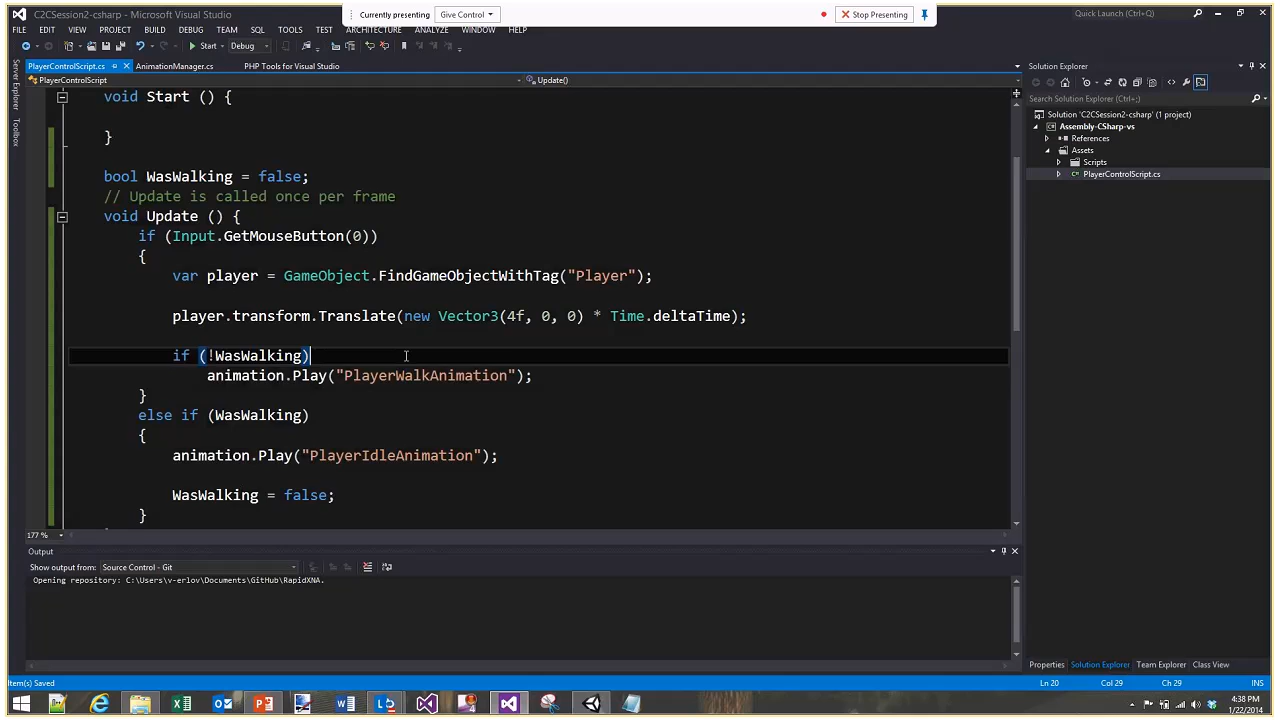 C2CSession2-csharp - Microsoft Visual Studio
Currently presenting
Give Control
Stop Presenting
Quick Launch (Ctrl+;)
FILE EDIT VIEW PROJECT BUILD DEBUG TEAM SQL TOOLS TEST ARCHITECTURE ANALYZE WINDOW HELP
Start
Debug
PlayerControlScript.cs
AnimationManager.cs
PHP Tools for Visual Studio
PlayerControlScript
Update()
Server Explorer
Toolbox
void Start () {
}
bool WasWalking = false;
// Update is called once per frame
void Update () {
if (Input.GetMouseButton(0))
{
var player = GameObject.FindGameObjectWithTag("Player");
player.transform.Translate(new Vector3(4f, 0, 0) * Time.deltaTime);
if (!WasWalking)
animation.Play("PlayerWalkAnimation");
}
else if (WasWalking)
{
animation.Play("PlayerIdleAnimation");
WasWalking = false;
}
177 %
Solution Explorer
Search Solution Explorer (Ctrl+;)
Solution 'C2CSession2-csharp' (1 project)
Assembly-CSharp-vs
References
Assets
Scripts
PlayerControlScript.cs
Output
Show output from: Source Control - Git
Opening repository: C:\Users\v-erlov\Documents\GitHub\RapidXNA.
Properties Solution Explorer Team Explorer Class View
Item(s) Saved
Ln 20
Col 29
Ch 29
INS
4:38 PM
1/22/2014